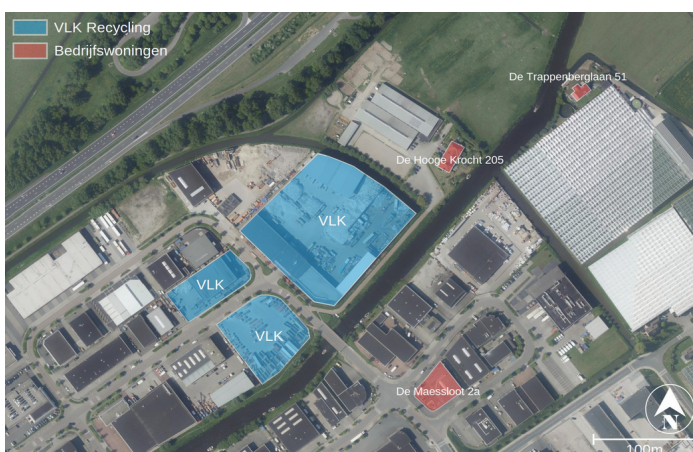 VLK Recycling
Bedrijfswoningen
De Trappenberglaan 51
De Hooge Krocht 205
VLK
VLK
VLK
De Maessloot 2a
N
100m